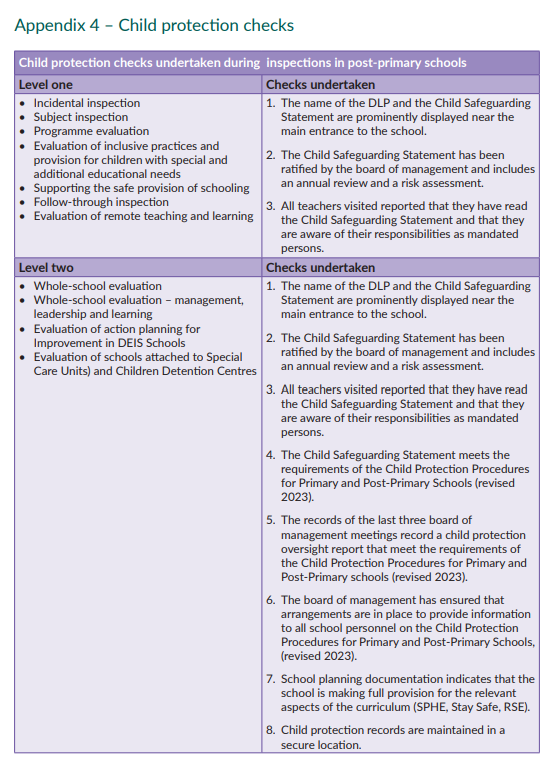 Appendix 4 – Child protection checks
Child protection checks undertaken during inspections in post-primary schools
Level one
Checks undertaken
• Incidental inspection
• Subject inspection
• Programme evaluation
• Evaluation of inclusive practices and
provision for children with special and
additional educational needs
• Supporting the safe provision of schooling
• Follow-through inspection
• Evaluation of remote teaching and learning
1. The name of the DLP and the Child Safeguarding
Statement are prominently displayed near the
main entrance to the school.
2. The Child Safeguarding Statement has been
ratified by the board of management and includes
an annual review and a risk assessment.
3. All teachers visited reported that they have read
the Child Safeguarding Statement and that they
are aware of their responsibilities as mandated
persons.
Level two
Checks undertaken
• Whole-school evaluation
• Whole-school evaluation – management,
leadership and learning
• Evaluation of action planning for
Improvement in DEIS Schools
• Evaluation of schools attached to Special
Care Units) and Children Detention Centres
1. The name of the DLP and the Child Safeguarding
Statement are prominently displayed near the
main entrance to the school.
2. The Child Safeguarding Statement has been
ratified by the board of management and includes
an annual review and a risk assessment.
3. All teachers visited reported that they have read
the Child Safeguarding Statement and that they
are aware of their responsibilities as mandated
persons.
4. The Child Safeguarding Statement meets the
requirements of the Child Protection Procedures
for Primary and Post-Primary Schools (revised
2023).
5. The records of the last three board of
management meetings record a child protection
oversight report that meet the requirements of
the Child Protection Procedures for Primary and
Post-Primary schools (revised 2023).
6. The board of management has ensured that
arrangements are in place to provide information
to all school personnel on the Child Protection
Procedures for Primary and Post-Primary Schools,
(revised 2023).
7. School planning documentation indicates that the
school is making full provision for the relevant
aspects of the curriculum (SPHE, Stay Safe, RSE).
8. Child protection records are maintained in a
secure location.